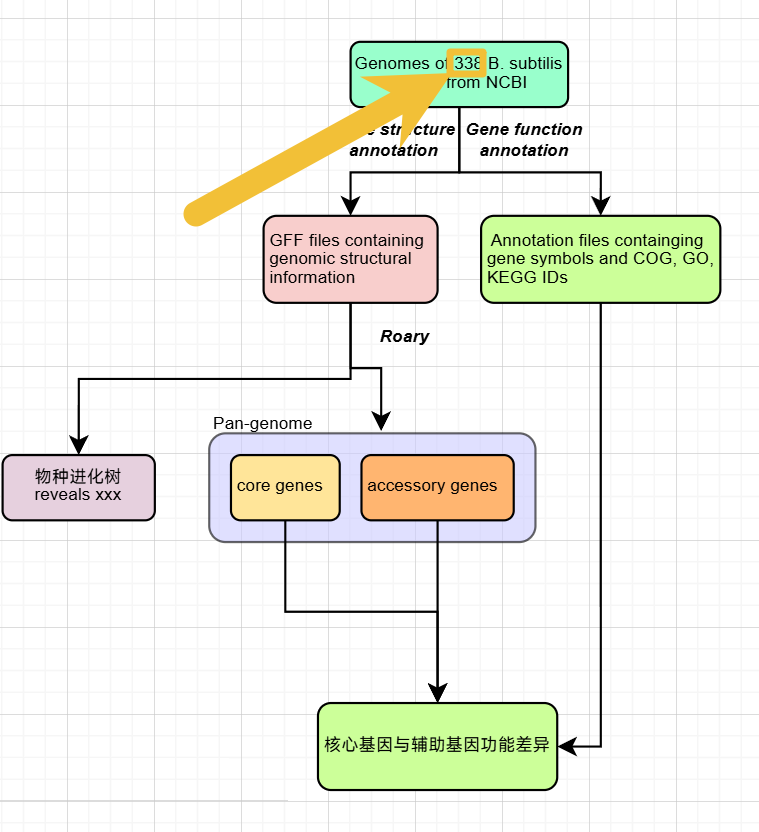 Genomes of 338 B. subtilis
from NCBI
structure
annotation
Gene function
annotation
GFF files containing
genomic structural
information
Annotation files containging
gene symbols and COG, GO,
KEGG IDs
Roary
Pan-genome
物种进化树
reveals xxx
core genes
accessory genes
核心基因与辅助基因功能差异